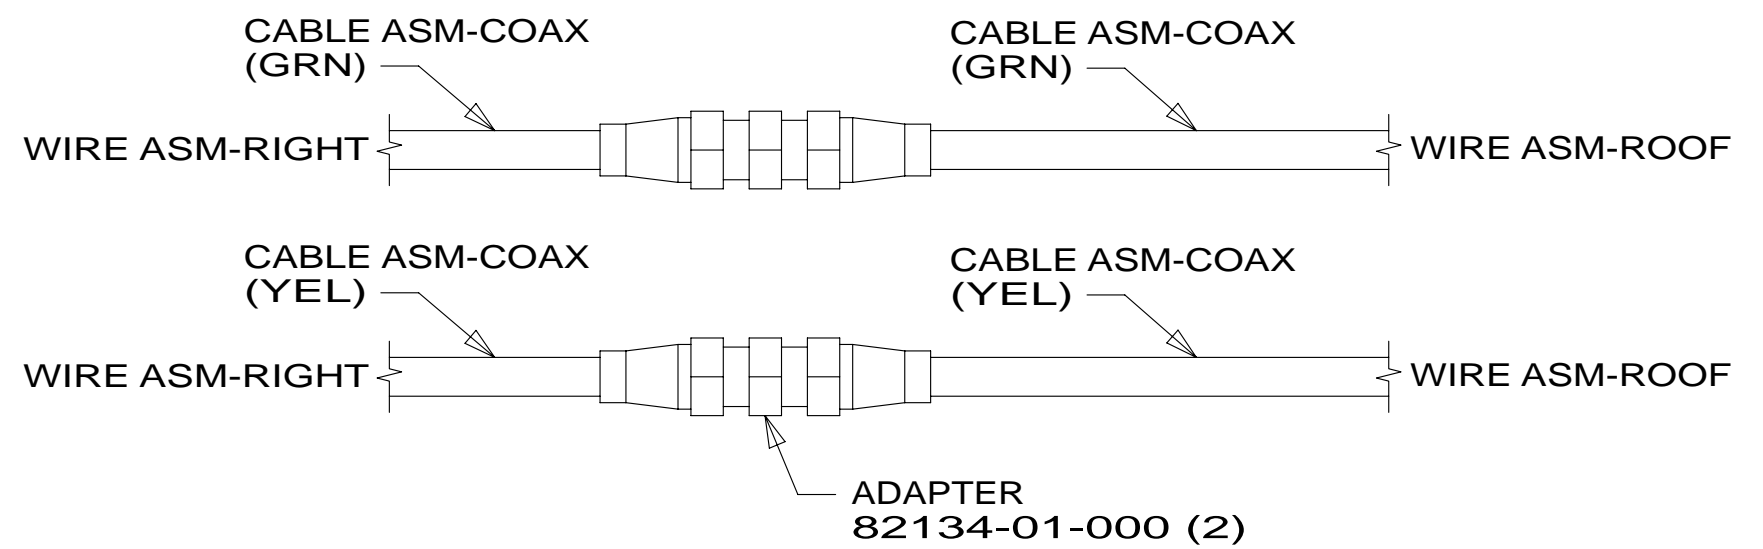 CABLE ASM-COAX
(GRN)
CABLE ASM-COAX
(GRN)
WIRE ASM-RIGHT
WIRE ASM-ROOF
CABLE ASM-COAX
(YEL)
CABLE ASM-COAX
(YEL)
WIRE ASM-RIGHT
WIRE ASM-ROOF
ADAPTER
82134-01-000 (2)